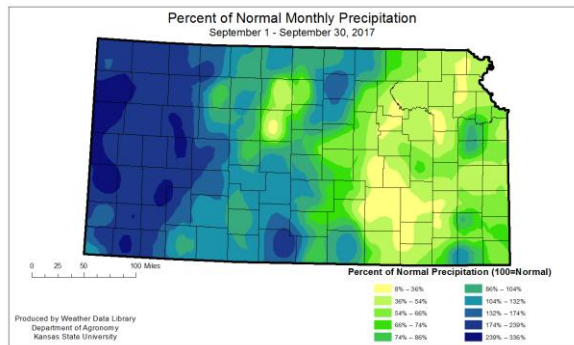 Percent of Normal Monthly Precipitation
September 1 - September 30, 2017
0 25 50 100 Miles
Percent of Normal Precipitation (100=Normal)
8% - 36%
36% - 54%
54% - 66%
66% - 74%
74% - 86%
86% - 104%
104% - 132%
132% - 174%
174% - 239%
239% - 336%
Produced by Weather Data Library
Department of Agronomy
Kansas State University